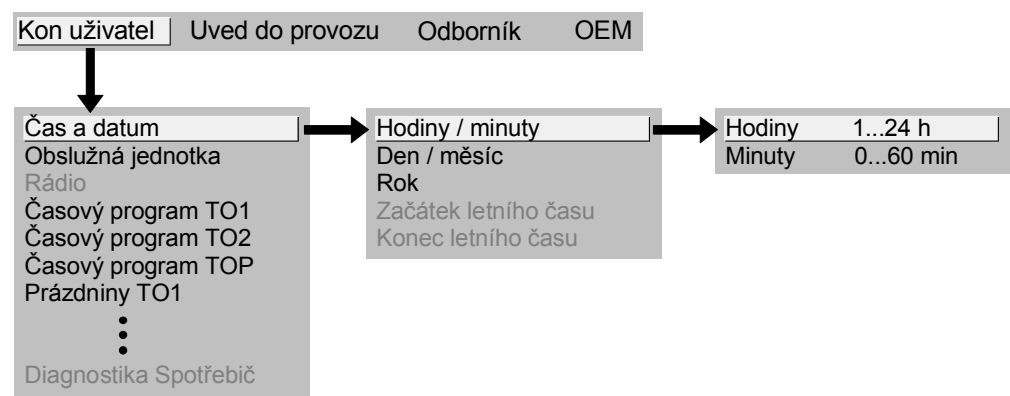 Kon uživatel Uved do provozu Odborník OEM
Čas a datum
Obslužná jednotka
Rádio
Časový program TO1
Časový program TO2
Časový program TOP
Prázdniny TO1
Diagnostika Spotřebič
Hodiny / minuty
Den / měsíc
Rok
Začátek letního času
Konec letního času
Hodiny 1...24 h
Minuty 0...60 min